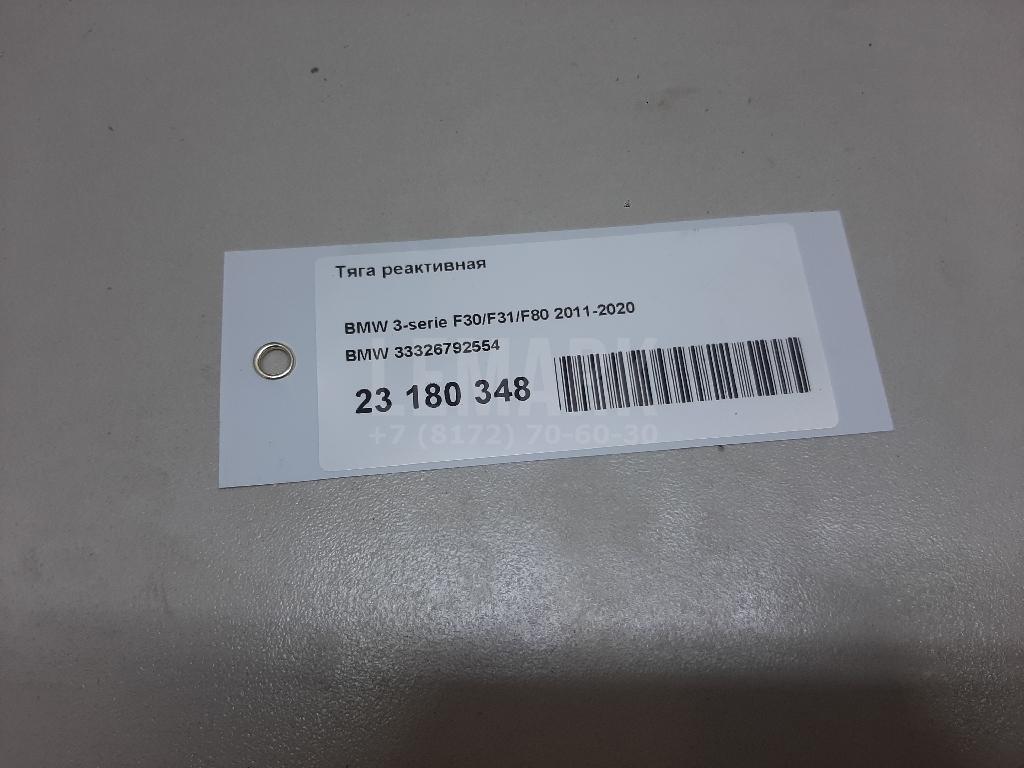 Тяга реактивная
BMW 3-serie F30/F31/F80 2011-2020
BMW 33326792554
23 180 348
LEMARK
+7 (8172) 70-60-30